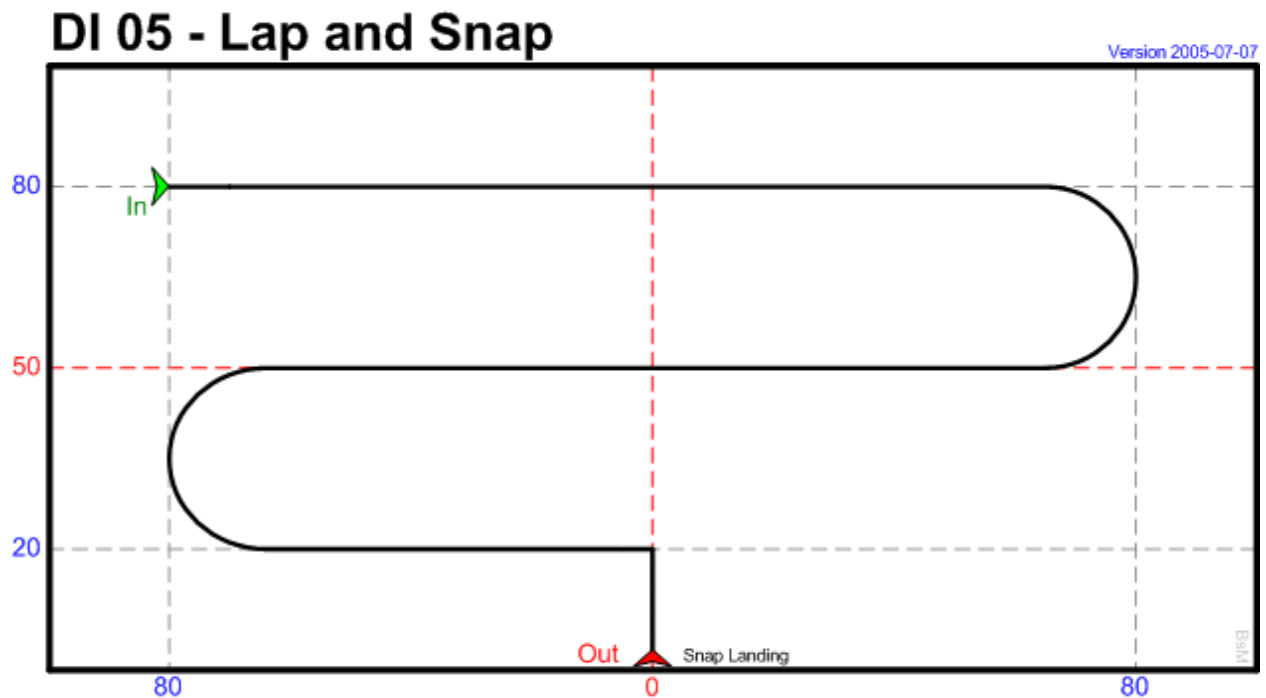 DI 05 - Lap and Snap
Version 2005-07-07
80
In
50
20
Out
Snap Landing
BsM
80
0
80